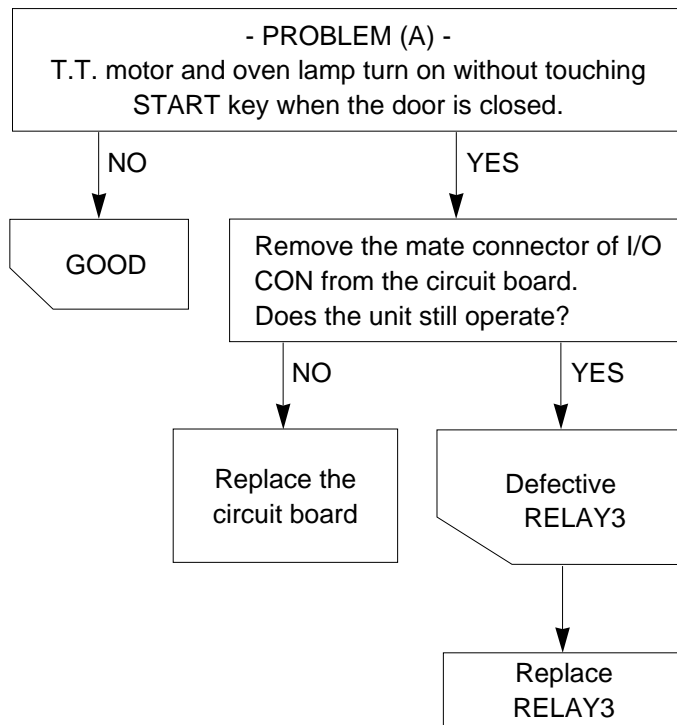 - PROBLEM (A) -
T.T. motor and oven lamp turn on without touching
START key when the door is closed.
NO
YES
GOOD
Remove the mate connector of I/O
CON from the circuit board.
Does the unit still operate?
NO
YES
Replace the
circuit board
Defective
RELAY3
Replace
RELAY3